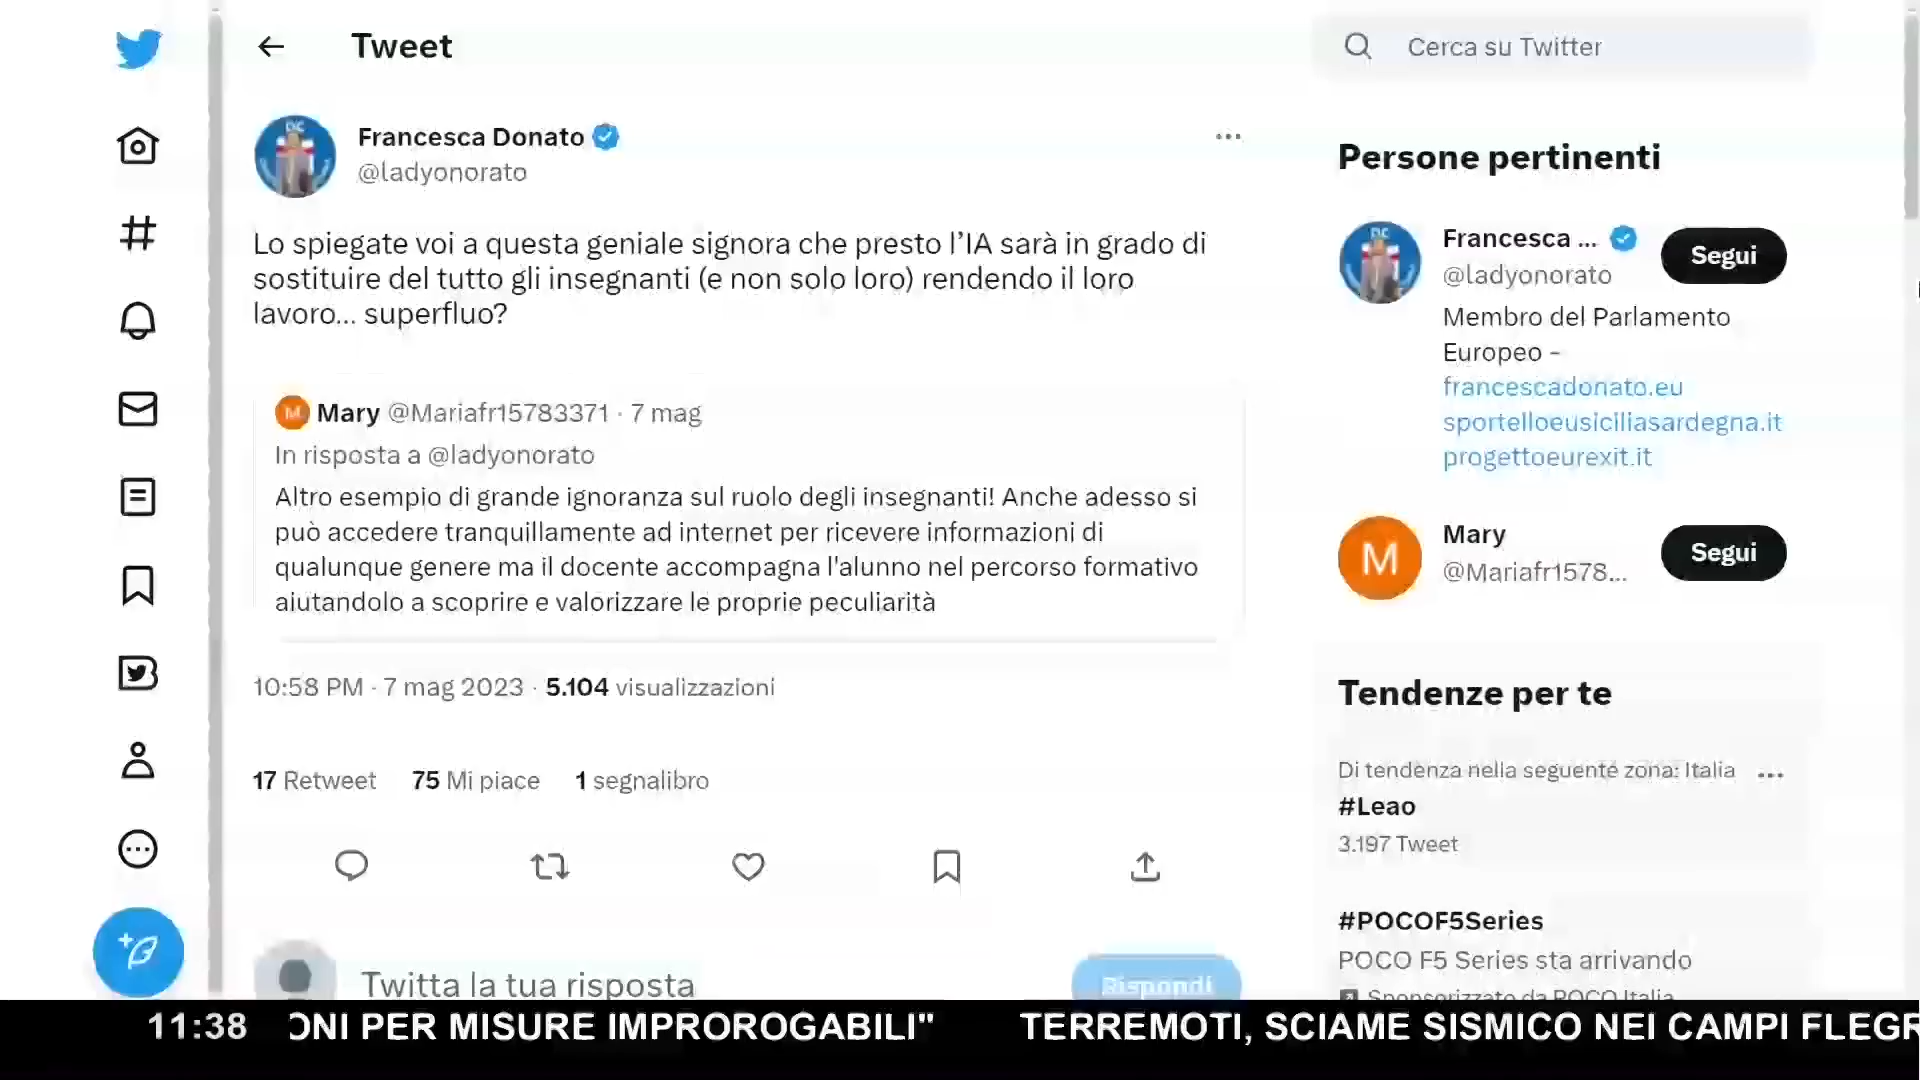 Tweet
Cerca su Twitter
Francesca Donato
@ladyonorato
Lo spiegate voi a questa geniale signora che presto l’IA sarà in grado di
sostituire del tutto gli insegnanti (e non solo loro) rendendo il loro
lavoro... superfluo?
M Mary @Mariafr15783371 · 7 mag
In risposta a @ladyonorato
Altro esempio di grande ignoranza sul ruolo degli insegnanti! Anche adesso si
può accedere tranquillamente ad internet per ricevere informazioni di
qualunque genere ma il docente accompagna l'alunno nel percorso formativo
aiutandolo a scoprire e valorizzare le proprie peculiarità
10:58 PM · 7 mag 2023 · 5.104 visualizzazioni
17 Retweet 75 Mi piace 1 segnalibro
Twitta la tua risposta
Rispondi
Persone pertinenti
DC
Francesca ...
Segui
@ladyonorato
Membro del Parlamento
Europeo -
francescadonato.eu
sportelloeusiciliasardegna.it
progettoeurexit.it
M
Mary
Segui
@Mariafr1578...
Tendenze per te
Di tendenza nella seguente zona: Italia
#Leao
3.197 Tweet
#POCOF5Series
POCO F5 Series sta arrivando
Sponsorizzato da POCO Italia
11:38 ONI PER MISURE IMPROROGABILI" TERREMOTI, SCIAME SISMICO NEI CAMPI FLEGR